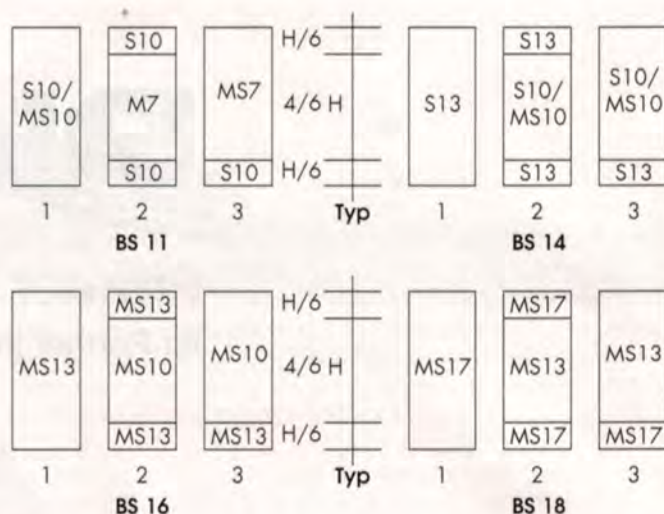 S10 H/6 S13
S10/ MS7 S10/ S10/
MS10 M7 4/6 H S13 MS10 MS10
S10 S10 H/6 S13 S13
1 2 3 Typ 1 2 3
BS 11 BS 14
MS13 H/6 MS17
MS13 MS10 MS10 4/6 H MS17 MS13 MS13
MS13 MS13 H/6 MS17 MS17
1 2 3 Typ 1 2 3
BS 16 BS 18